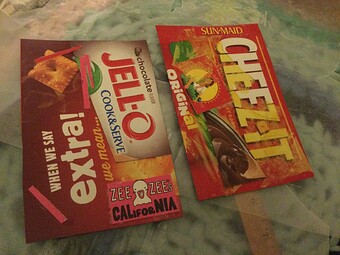 WHEN WE SAY
extra!
we mean...
chocolate
JELL-O
COOK&SERVE
ZEE ZEEs
CALiforNIA
SUN-MAID
CHEEZ-IT
ORIGINAL